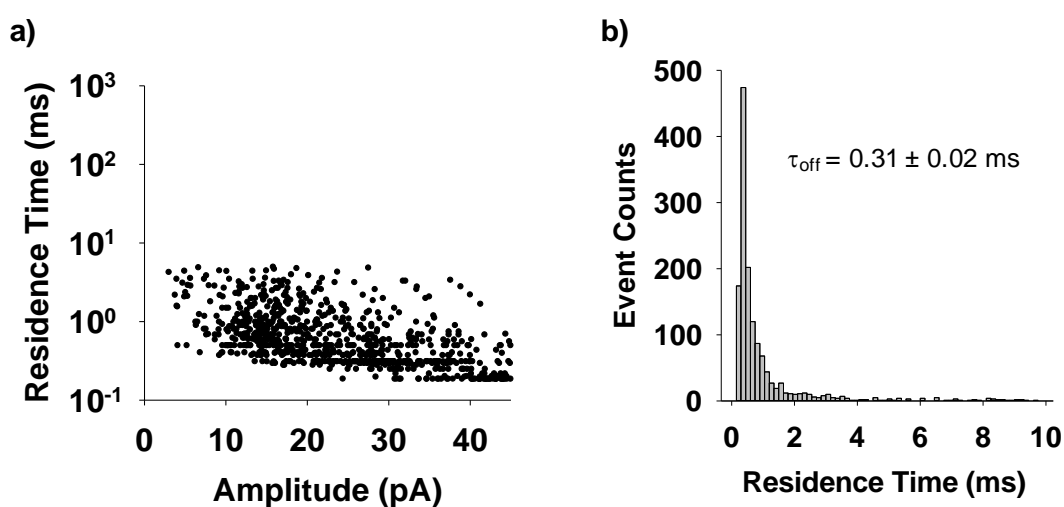 a)
Residence Time (ms)
10³
10²
10¹
10⁰
10⁻¹
0 10 20 30 40
Amplitude (pA)
b)
Event Counts
500
400
300
200
100
0
τoff = 0.31 ± 0.02 ms
0 2 4 6 8 10
Residence Time (ms)